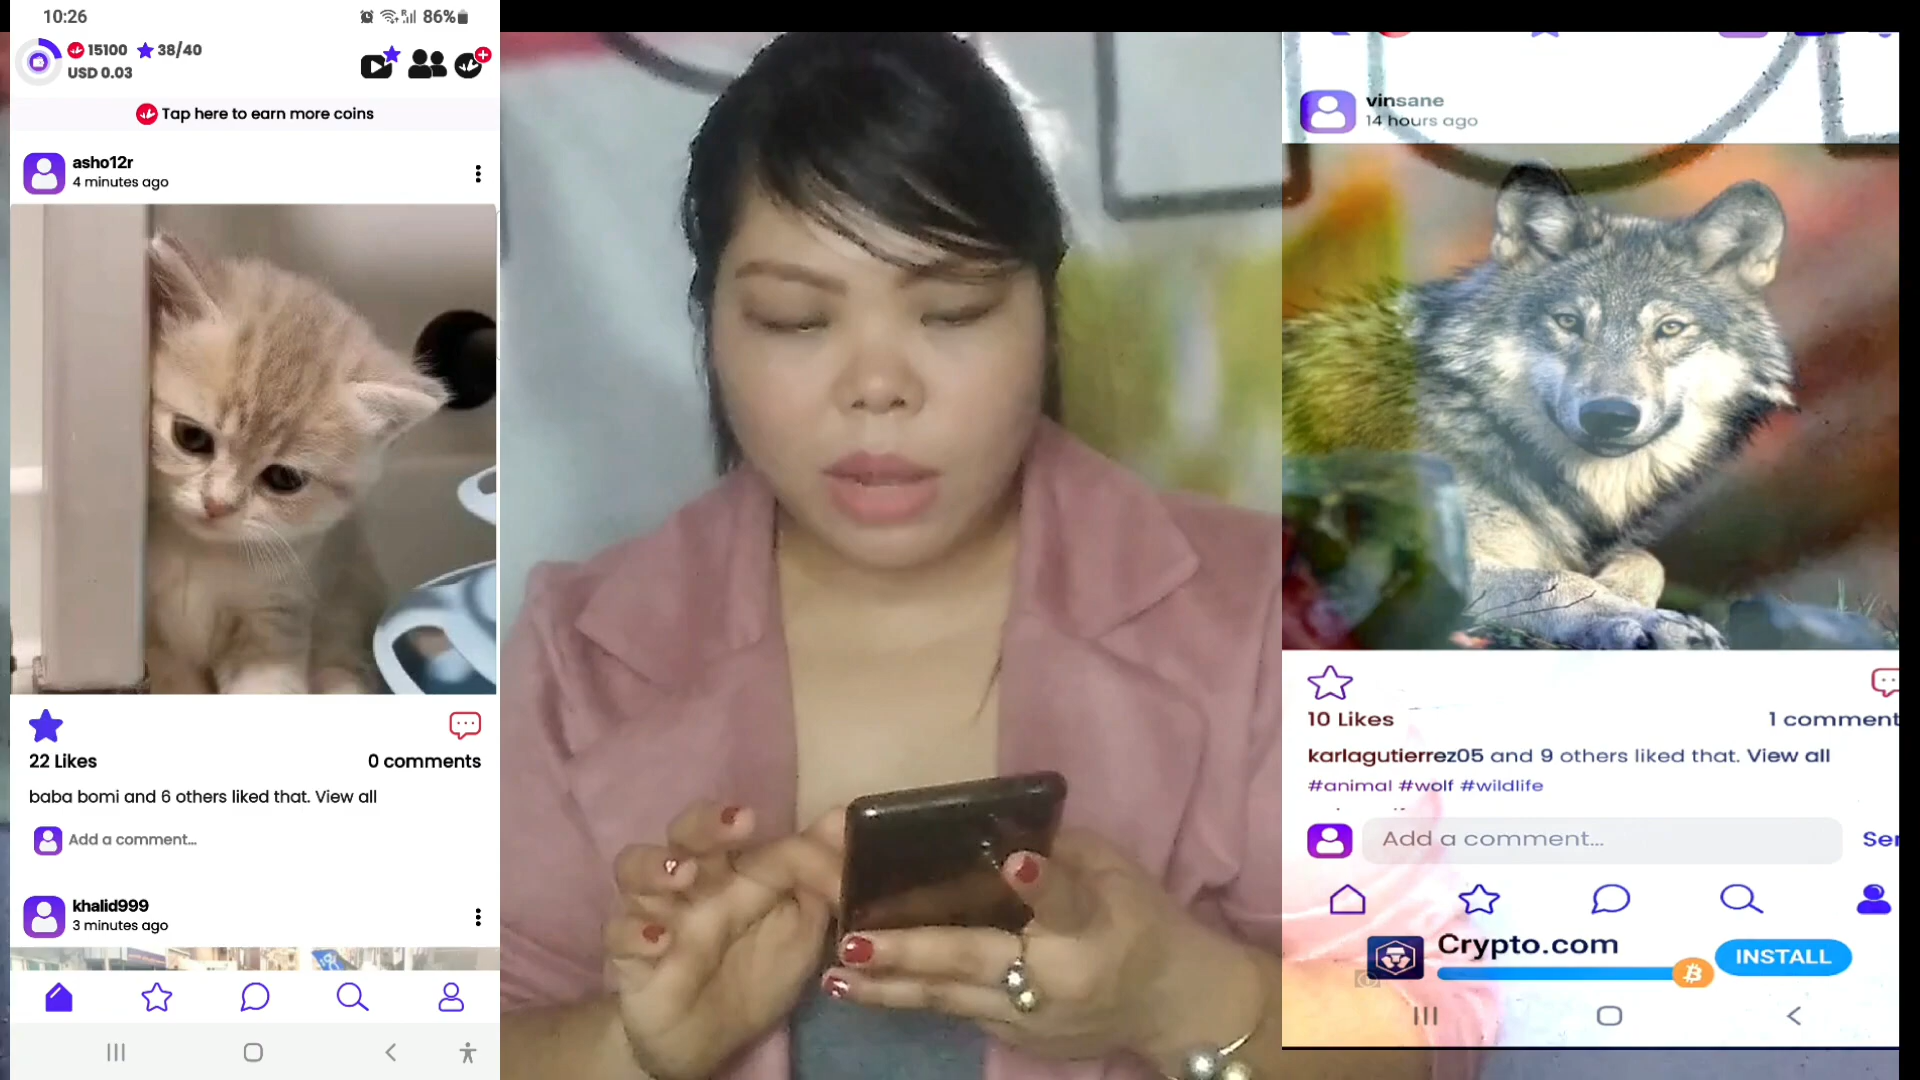 10:26
86%
15100 38/40
USD 0.03
Tap here to earn more coins
asho12r
4 minutes ago
22 Likes
0 comments
baba bomi and 6 others liked that. View all
Add a comment...
khalid999
3 minutes ago
vinsane
14 hours ago
10 Likes
1 comment
karlagutierrez05 and 9 others liked that. View all
#animal #wolf #wildlife
Add a comment...
Crypto.com
INSTALL